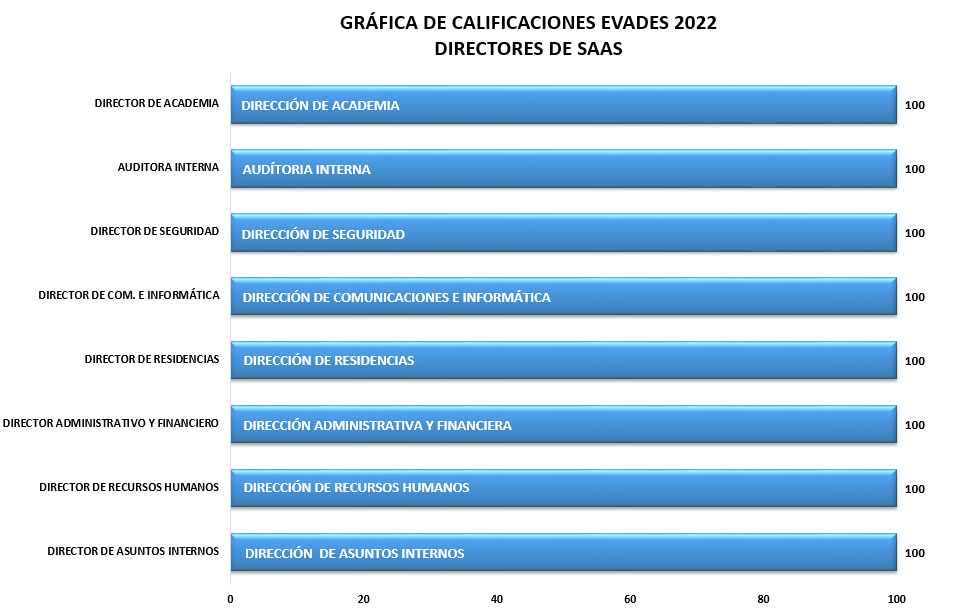 GRÁFICA DE CALIFICACIONES EVADES 2022
DIRECTORES DE SAAS
DIRECTOR DE ACADEMIA DIRECCIÓN DE ACADEMIA 100
AUDITORA INTERNA AUDÍTORIA INTERNA 100
DIRECTOR DE SEGURIDAD DIRECCIÓN DE SEGURIDAD 100
DIRECTOR DE COM. E INFORMÁTICA DIRECCIÓN DE COMUNICACIONES E INFORMÁTICA 100
DIRECTOR DE RESIDENCIAS DIRECCIÓN DE RESIDENCIAS 100
DIRECTOR ADMINISTRATIVO Y FINANCIERO DIRECCIÓN ADMINISTRATIVA Y FINANCIERA 100
DIRECTOR DE RECURSOS HUMANOS DIRECCIÓN DE RECURSOS HUMANOS 100
DIRECTOR DE ASUNTOS INTERNOS DIRECCIÓN DE ASUNTOS INTERNOS 100
0 20 40 60 80 100